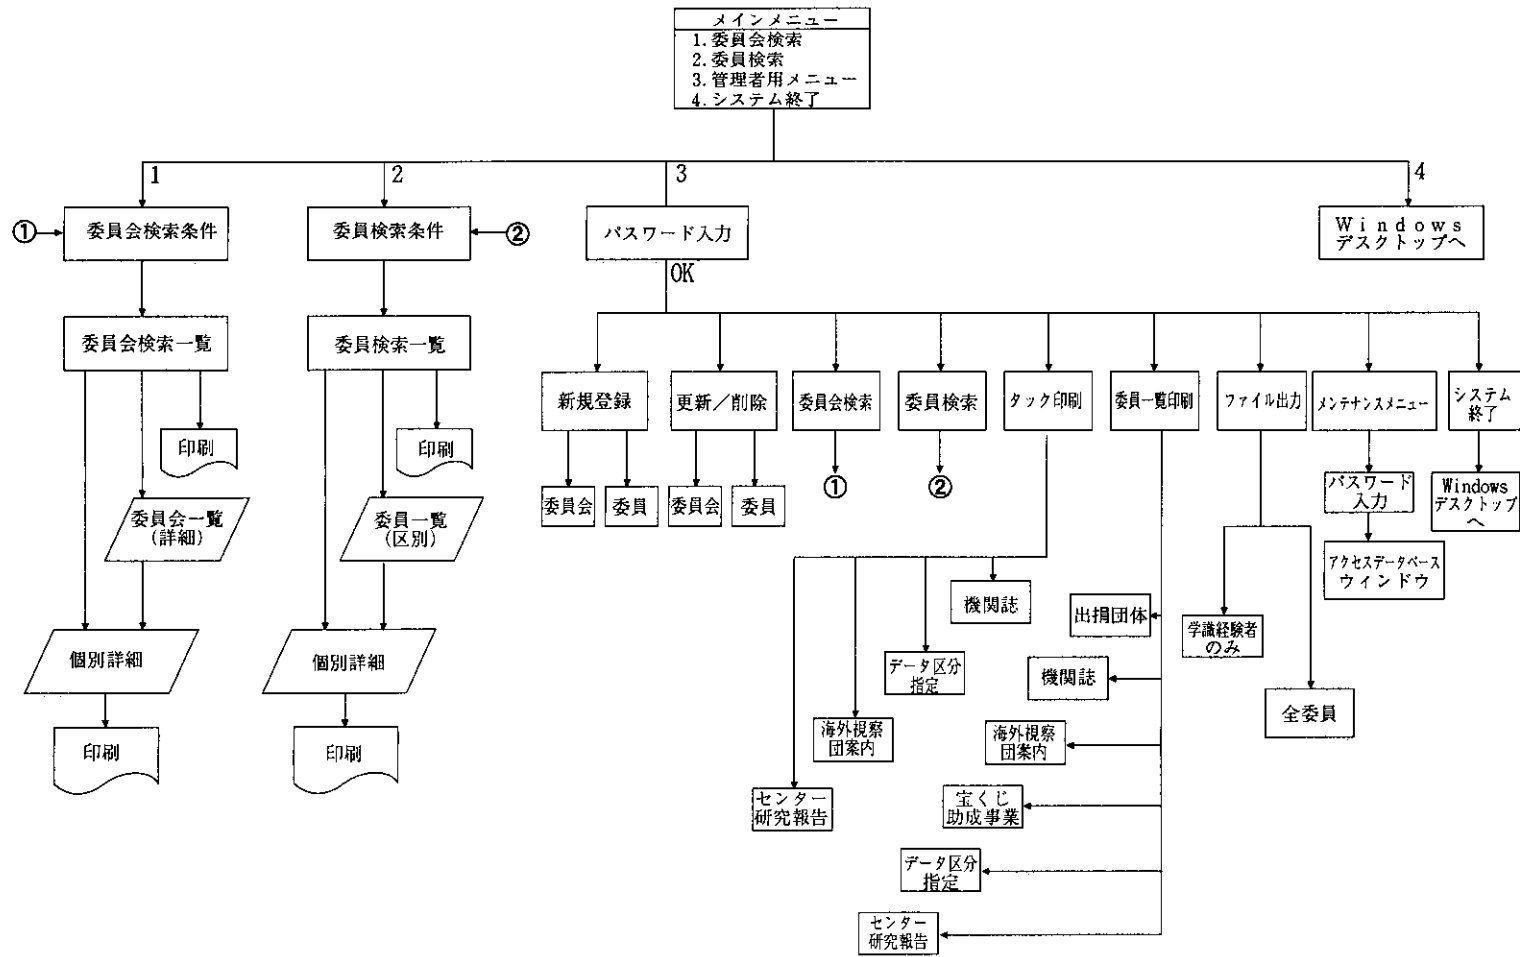 メインメニュー
1.委員会検索
2.委員検索
3.管理者用メニュー
4.システム終了
1
2
3
4
①
委員会検索条件
委員検索条件
②
パスワード入力
Windows
デスクトップへ
OK
委員会検索一覧
委員検索一覧
新規登録
更新／削除
委員会検索
委員検索
タック印刷
委員一覧印刷
ファイル出力
メンテナンスメニュー
システム
終了
印刷
印刷
委員会
委員
委員会
委員
①
②
パスワード
入力
Windows
デスクトップ
へ
委員会一覧
(詳細)
委員一覧
(区別)
アクセスデータベース
ウィンドウ
機関誌
出捐団体
学識経験者
のみ
個別詳細
個別詳細
データ区分
指定
機関誌
全委員
印刷
印刷
海外視察
団案内
海外視察
団案内
センター
研究報告
宝くじ
助成事業
データ区分
指定
センター
研究報告